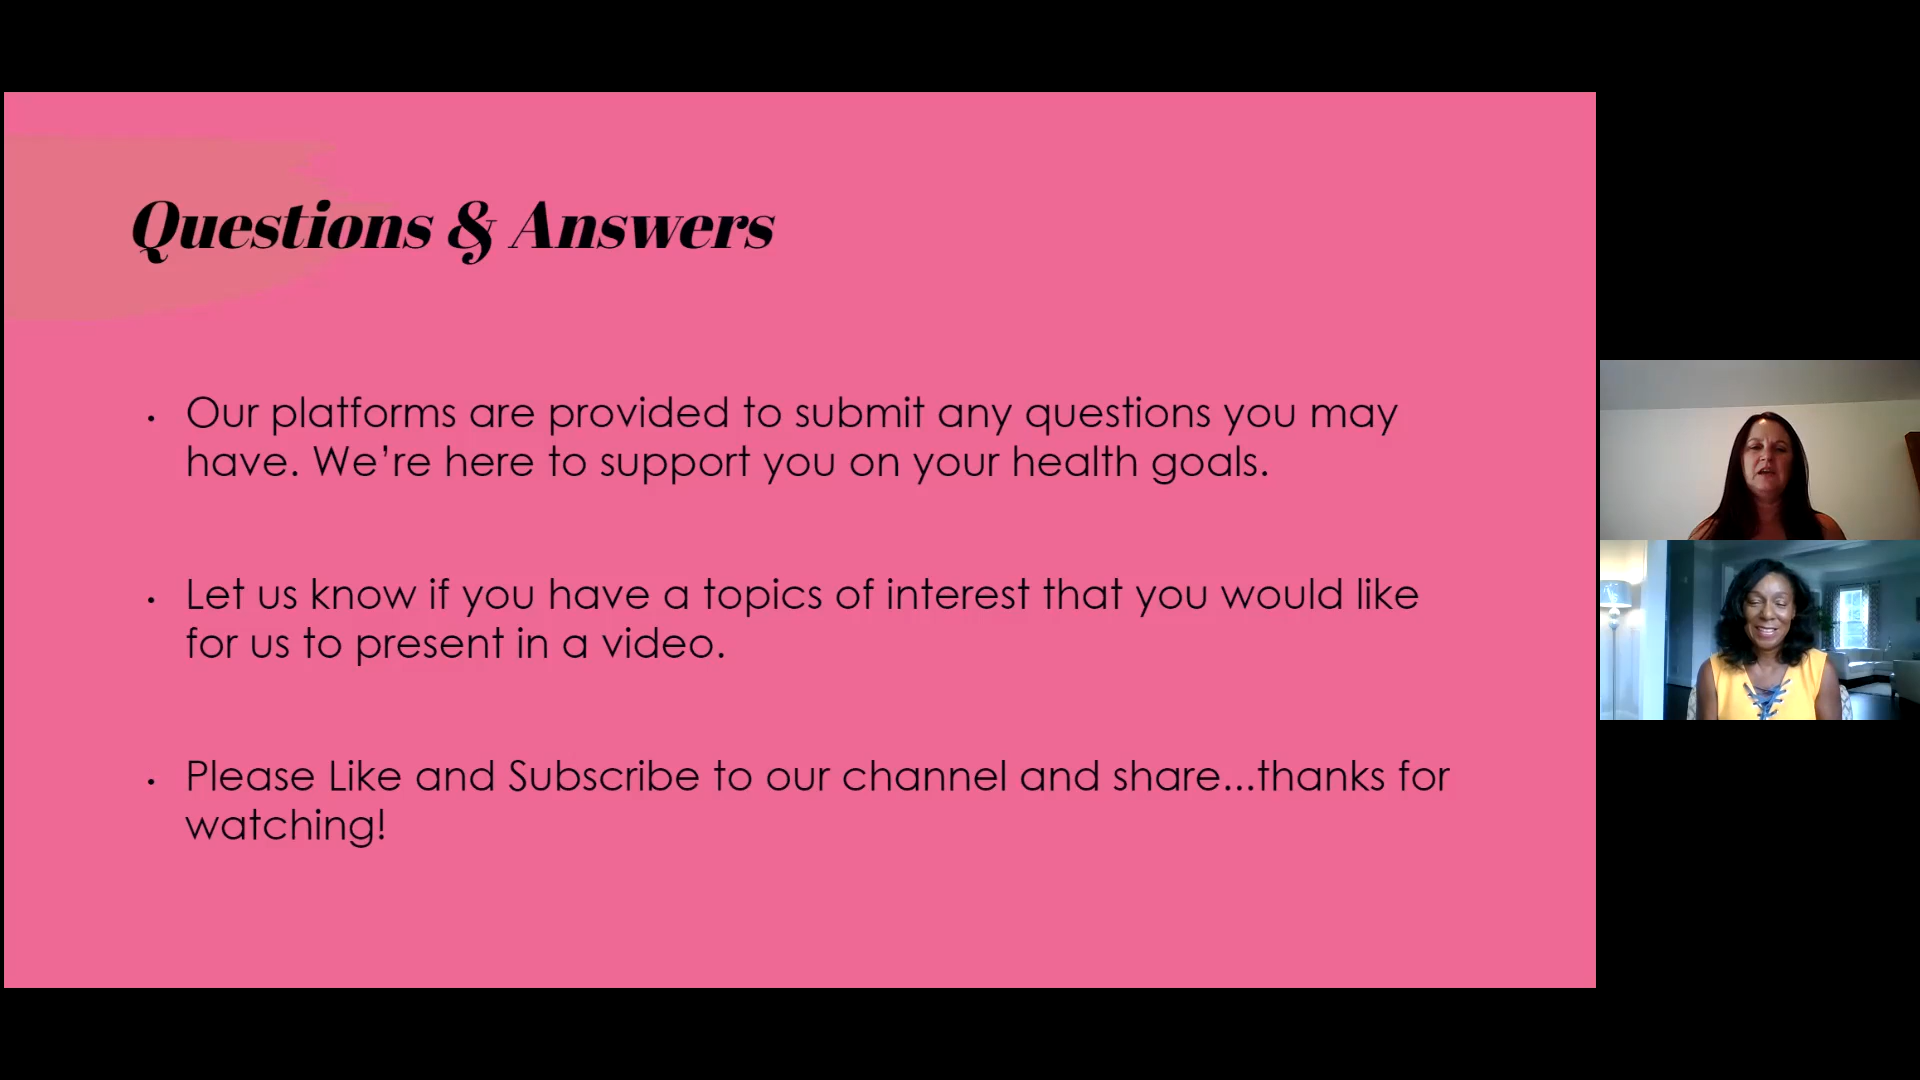 Questions & Answers
• Our platforms are provided to submit any questions you may
have. We’re here to support you on your health goals.
• Let us know if you have a topics of interest that you would like
for us to present in a video.
• Please Like and Subscribe to our channel and share...thanks for
watching!